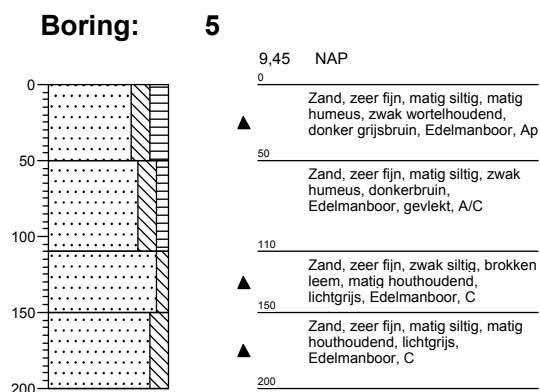 Boring: 5
9,45 NAP
0
0
Zand, zeer fijn, matig siltig, matig
humeus, zwak wortelhoudend,
donker grijsbruin, Edelmanboor, Ap
50
50
Zand, zeer fijn, matig siltig, zwak
humeus, donkerbruin,
Edelmanboor, gevlekt, A/C
100
110
Zand, zeer fijn, zwak siltig, brokken
leem, matig houthoudend,
lichtgrijs, Edelmanboor, C
150
150
Zand, zeer fijn, matig siltig, matig
houthoudend, lichtgrijs,
Edelmanboor, C
200
200